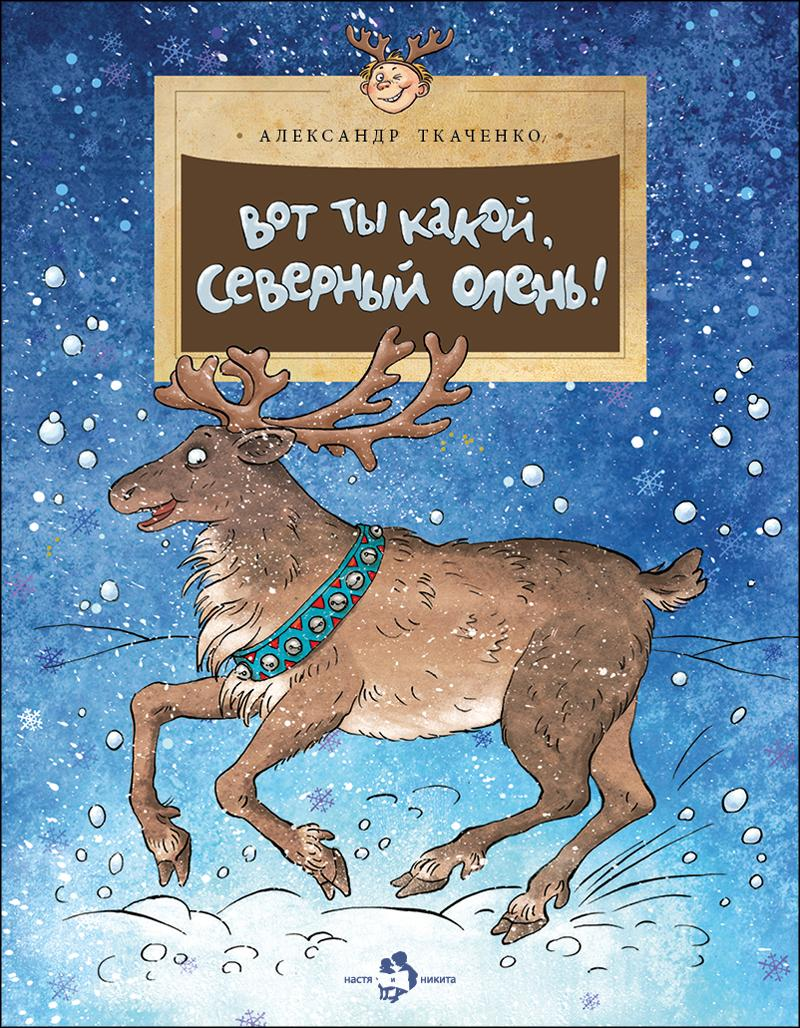 АЛЕКСАНДР ТКАЧЕНКО
Вот ты какой,
северный олень!
настя и никита